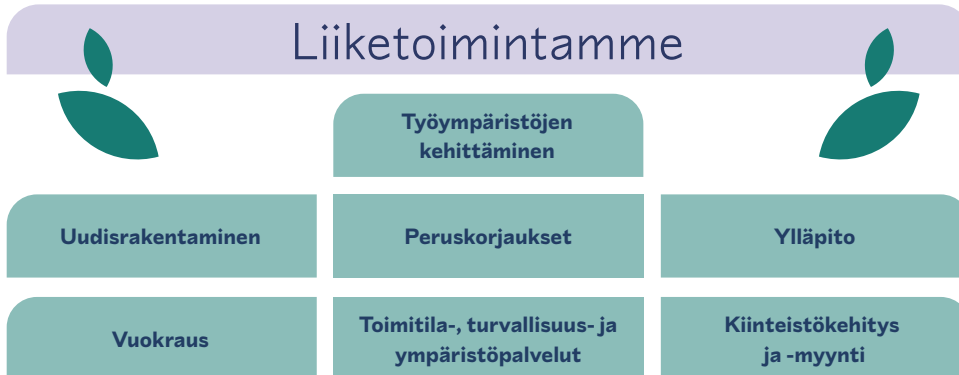 Liiketoimintamme
Työympäristöjen
kehittäminen
Uudisrakentaminen
Peruskorjaukset
Ylläpito
Vuokraus
Toimitila-, turvallisuus- ja
ympäristöpalvelut
Kiinteistökehitys
ja -myynti